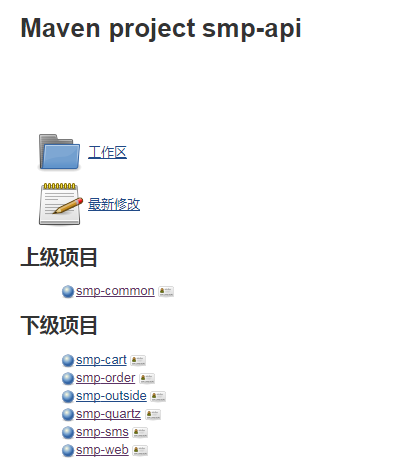 Maven project smp-api
工作区
最新修改
上级项目
smp-common
下级项目
smp-cart
smp-order
smp-outside
smp-quartz
smp-sms
smp-web